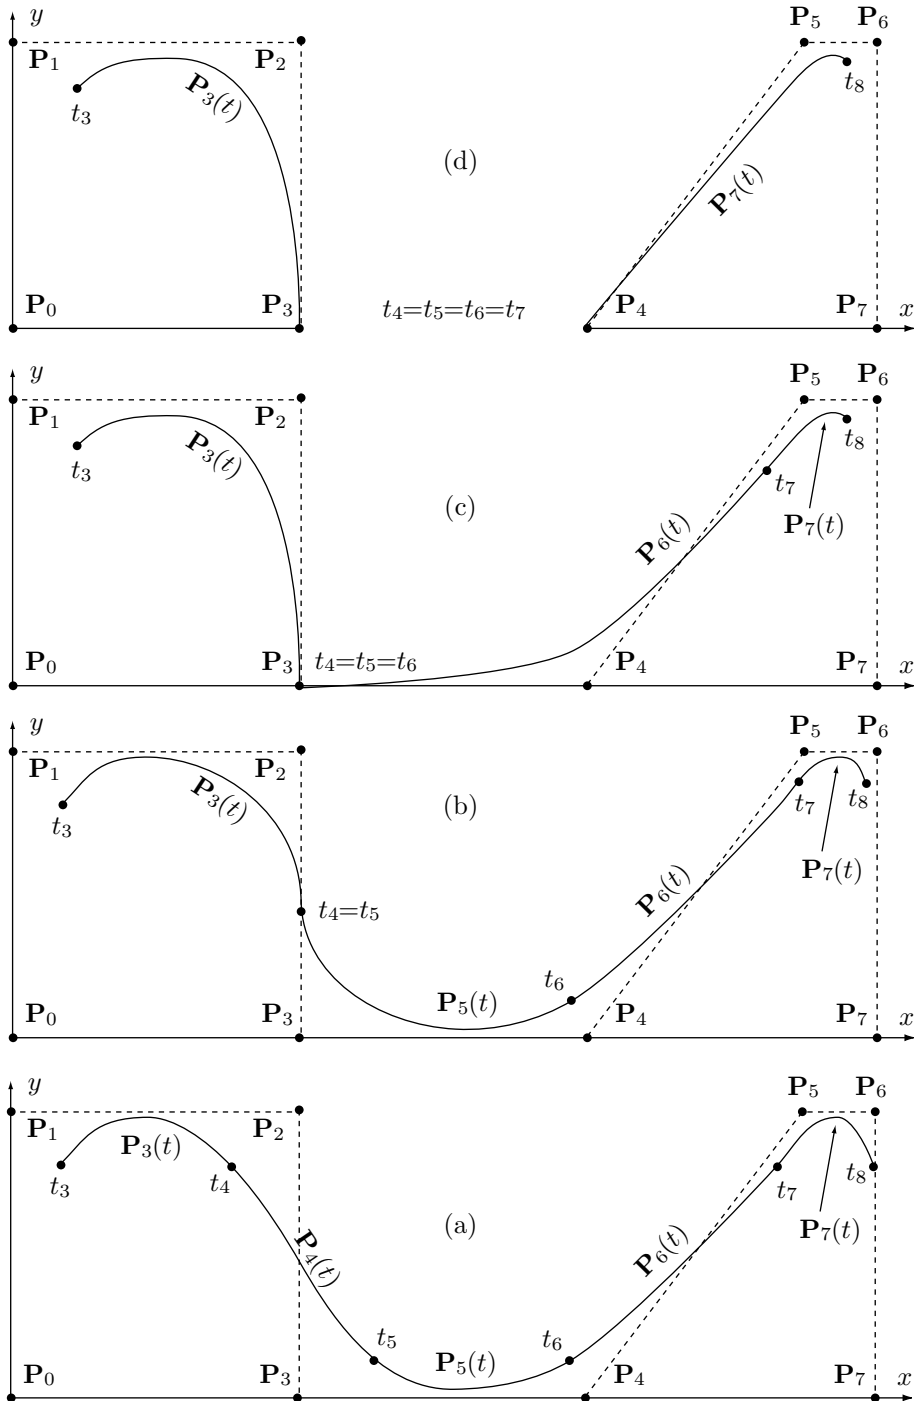 y
P5 P6
P1 P2
P3(t)
t3 t8
(d)
P7(t)
P0 P3 t4=t5=t6=t7 P4 P7 x
y
P5 P6
P1 P2
P3(t)
t3 t8
t7
(c)
P6(t) P7(t)
P0 P3 t4=t5=t6 P4 P7 x
y
P5 P6
P1 P2
P3(t)
t3 t7 t8
(b)
P7(t)
P6(t)
t4=t5
t6
P5(t)
P0 P3 P4 P7 x
y
P5 P6
P1 P2
P3(t)
t3 t4 t7 t8
(a)
P7(t)
P4(t) P6(t)
t5 t6
P5(t)
P0 P3 P4 P7 x